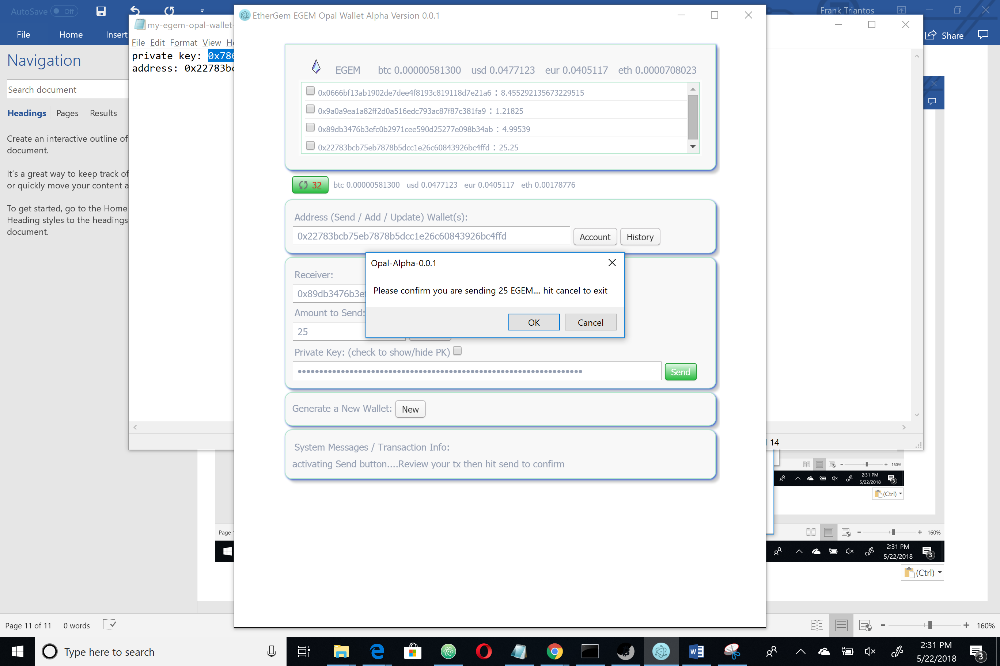 AutoSave Off
Frank Triantos
File Home Insert
Share
Navigation
Search document
Headings Pages Results
Create an interactive outline of
document.
It's a great way to keep track of
or quickly move your content a
To get started, go to the Home
Heading styles to the headings
document.
my-egem-opal-wallet-
File Edit Format View He
private key: 0x786
address: 0x22783bc
EtherGem EGEM Opal Wallet Alpha Version 0.0.1
EGEM btc 0.00000581300 usd 0.0477123 eur 0.0405117 eth 0.0000708023
0x0666bf13ab1902de7dee4f8193c819118d7e21a6 : 8.455292135673229515
0x9a0a9ea1a82ff2d0a516edc793ac87f87c381fa9 : 1.21825
0x89db3476b3efc0b2971cee590d25277e098b34ab : 4.99539
0x22783bcb75eb7878b5dcc1e26c60843926bc4ffd : 25.25
32 btc 0.00000581300 usd 0.0477123 eur 0.0405117 eth 0.00178776
Address (Send / Add / Update) Wallet(s):
0x22783bcb75eb7878b5dcc1e26c60843926bc4ffd Account History
Receiver:
0x89db3476b3ef
Amount to Send:
25
Opal-Alpha-0.0.1
Please confirm you are sending 25 EGEM.... hit cancel to exit
OK Cancel
Private Key: (check to show/hide PK)
Send
Generate a New Wallet: New
System Messages / Transaction Info:
activating Send button....Review your tx then hit send to confirm
14
160%
2:31 PM
5/22/2018
3
(Ctrl)
Page 1
160%
2:31 PM
5/22/2018
3
(Ctrl)
Page 11 of 11 0 words
160%
Type here to search
2:31 PM
5/22/2018
3